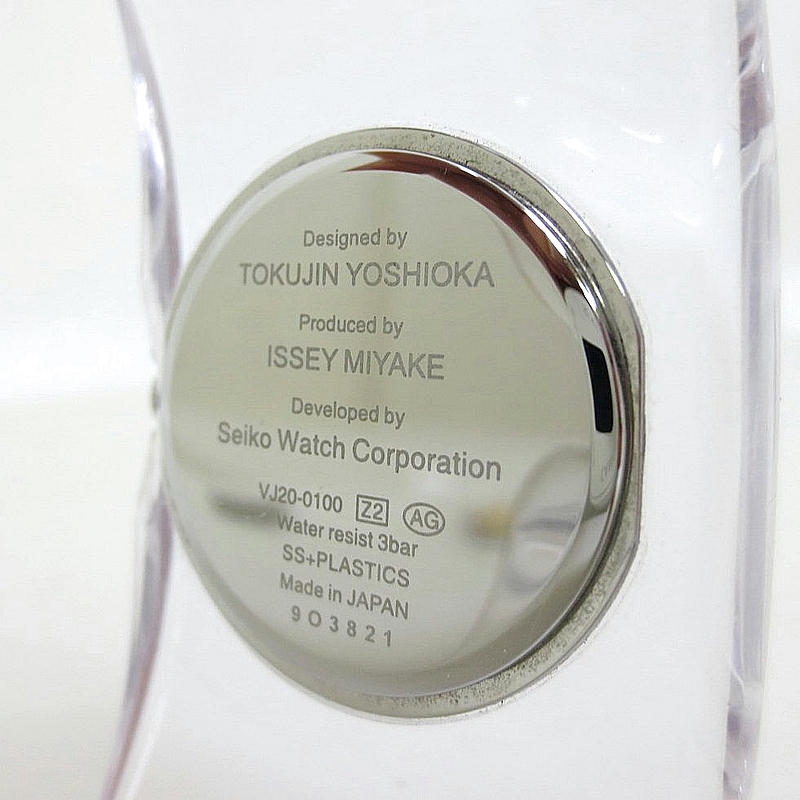 Designed by
TOKUJIN YOSHIOKA
Produced by
ISSEY MIYAKE
Developed by
Seiko Watch Corporation
VJ20-0100 Z2 AG
Water resist 3bar
SS+PLASTICS
Made in JAPAN
9O3821